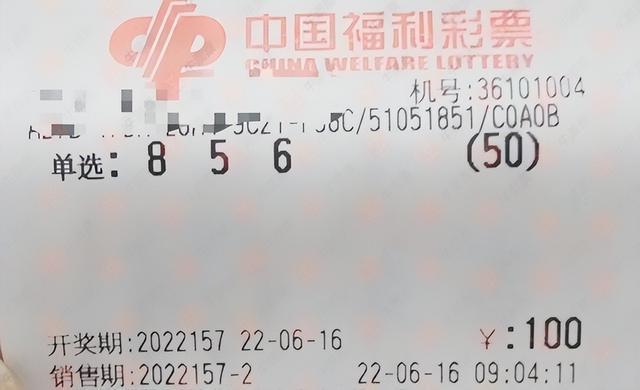 中国福利彩票
CHINA WELFARE LOTTERY
机号:36101004
/51051851/C0A0B
单选: 8 5 6 (50)
开奖期:2022157 22-06-16 ¥:100
销售期:2022157-2 22-06-16 09:04:11